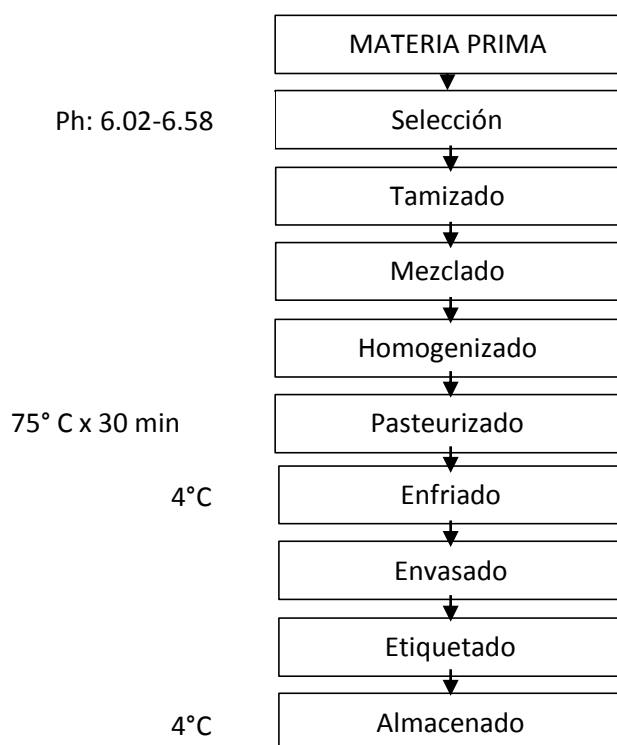 MATERIA PRIMA
Ph: 6.02-6.58
Selección
Tamizado
Mezclado
Homogenizado
75° C x 30 min
Pasteurizado
4°C
Enfriado
Envasado
Etiquetado
4°C
Almacenado